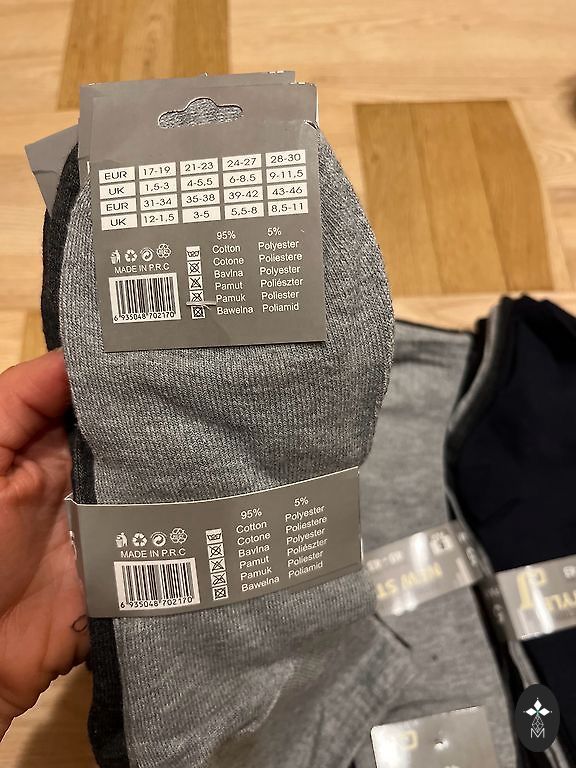 EUR 17-19 21-23 24-27 28-30
UK 1,5-3 4-5,5 6-8,5 9-11,5
EUR 31-34 35-38 39-42 43-46
UK 12-1,5 3-5 5,5-8 8,5-11
95% 5%
Cotton Polyester
Cotone Poliestere
Bavlna Polyester
Pamut Poliészter
Pamuk Poliester
Bawełna Poliamid
MADE IN P.R.C
6 935048 702170
95% 5%
Cotton Polyester
Cotone Poliestere
Bavlna Polyester
Pamut Poliészter
Pamuk Poliester
Bawełna Poliamid
MADE IN P.R.C
6 935048 702170
NEW ST
M